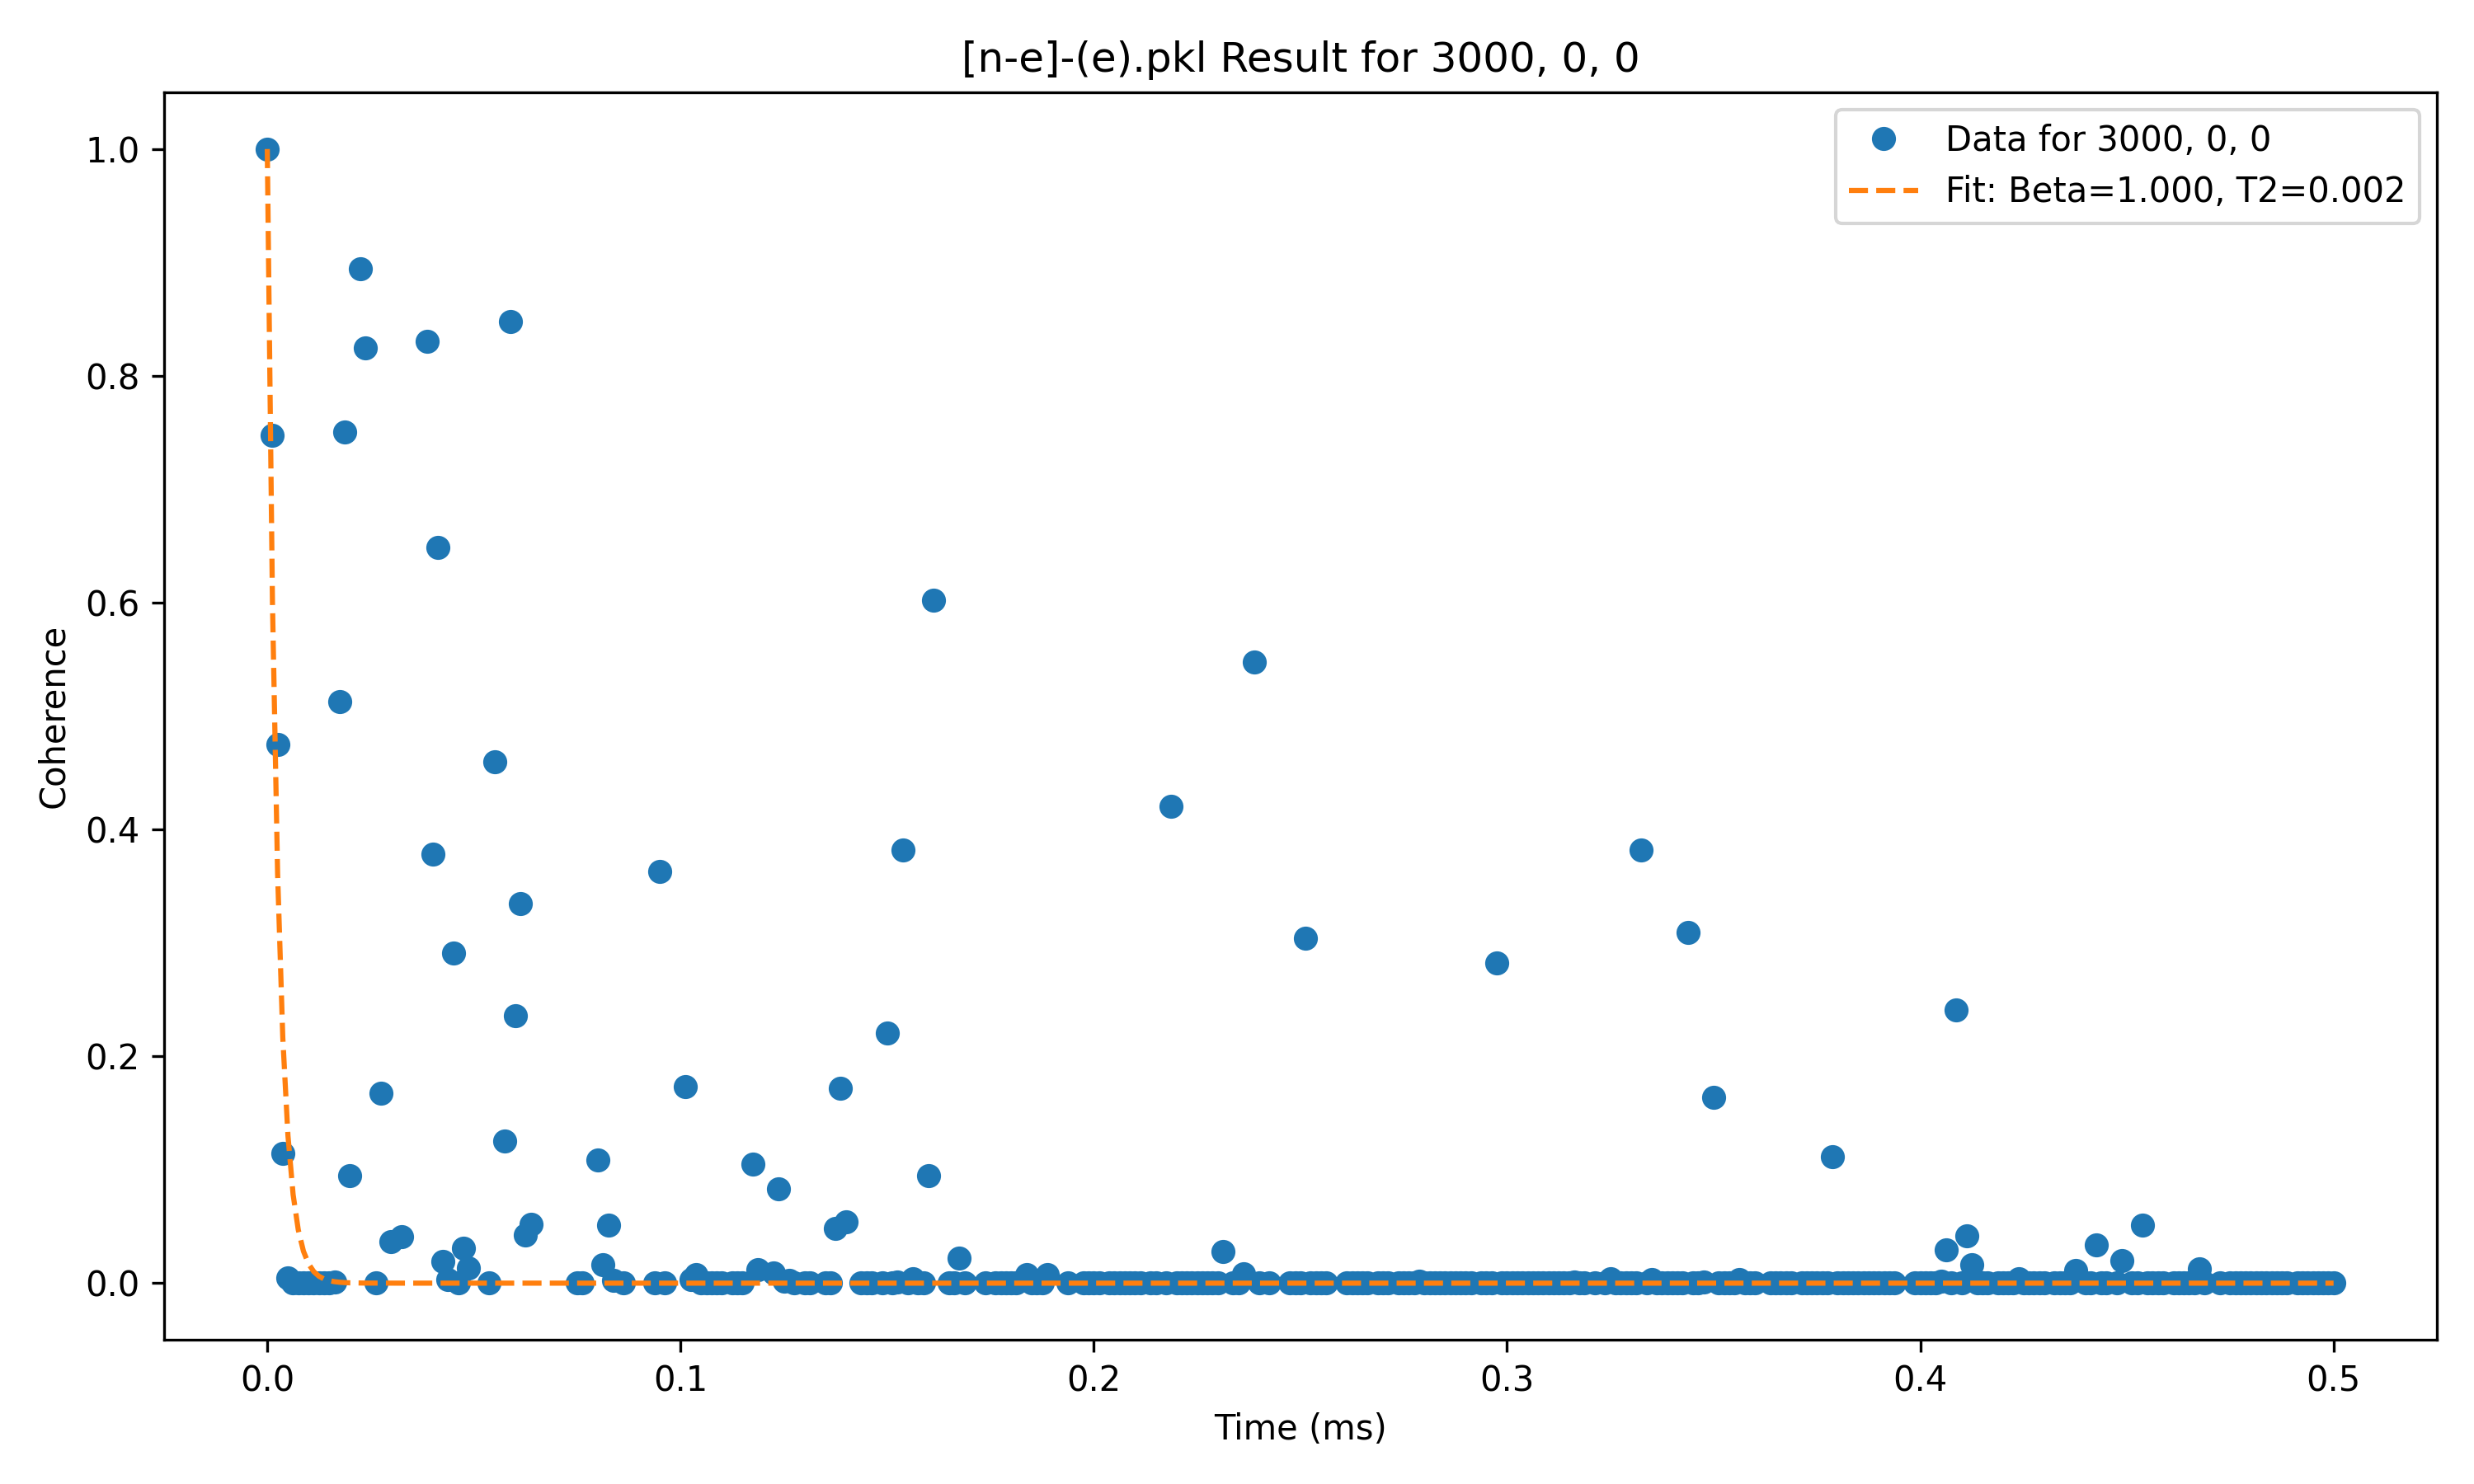 [n-e]-(e).pkl Result for 3000, 0, 0
Data for 3000, 0, 0
Fit: Beta=1.000, T2=0.002
Coherence
1.0
0.8
0.6
0.4
0.2
0.0
0.0 0.1 0.2 0.3 0.4 0.5
Time (ms)